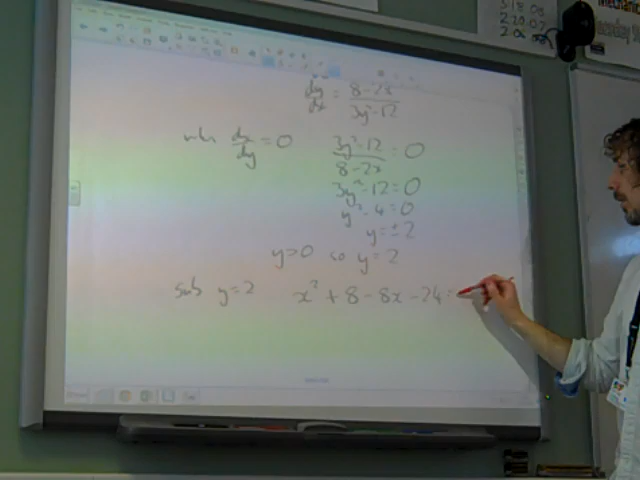 dy/dx = (8-2x)/(3y²-12)
when dx/dy = 0 (3y²-12)/(8-2x) = 0
3y²-12=0
y²-4=0
y=±2
y>0 so y=2
sub y=2 x²+8-8x-24=